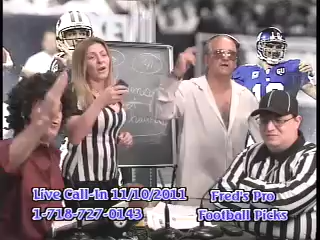 Live Call-in 11/10/2011
1-718-727-0143
Fred's Pro
Football Picks